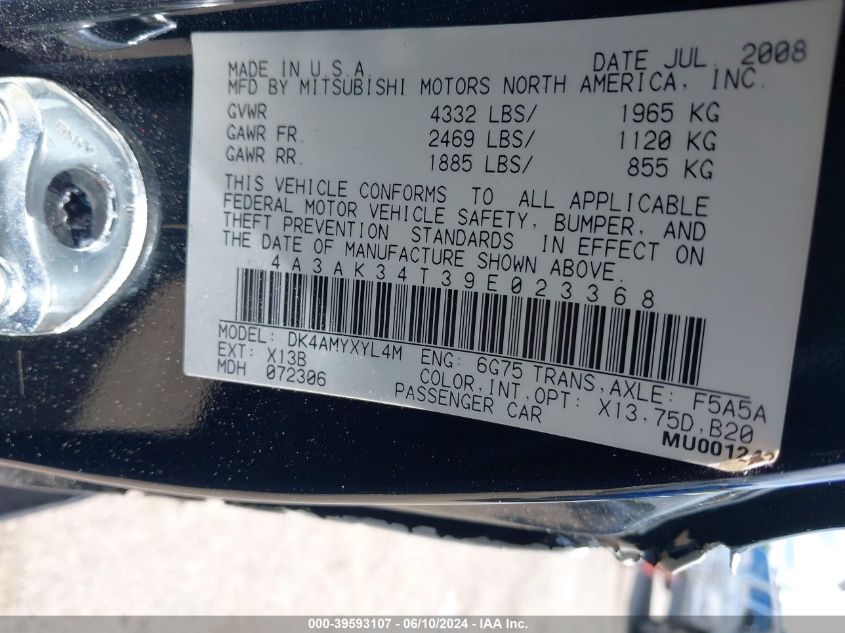 MADE IN U.S.A. DATE JUL. 2008
MFD BY MITSUBISHI MOTORS NORTH AMERICA, INC.
GVWR 4332 LBS/ 1965 KG
GAWR FR. 2469 LBS/ 1120 KG
GAWR RR. 1885 LBS/ 855 KG
THIS VEHICLE CONFORMS TO ALL APPLICABLE
FEDERAL MOTOR VEHICLE SAFETY, BUMPER, AND
THEFT PREVENTION STANDARDS IN EFFECT ON
THE DATE OF MANUFACTURE SHOWN ABOVE.
4A3AK34T39E023368
MODEL: DK4AMYXYL4M ENG: 6G75 TRANS.AXLE: F5A5A
EXT: X13B COLOR.INT.OPT: X13.75D.B20
MDH 072306 PASSENGER CAR
000-39593107 - 06/10/2024 - IAA Inc.